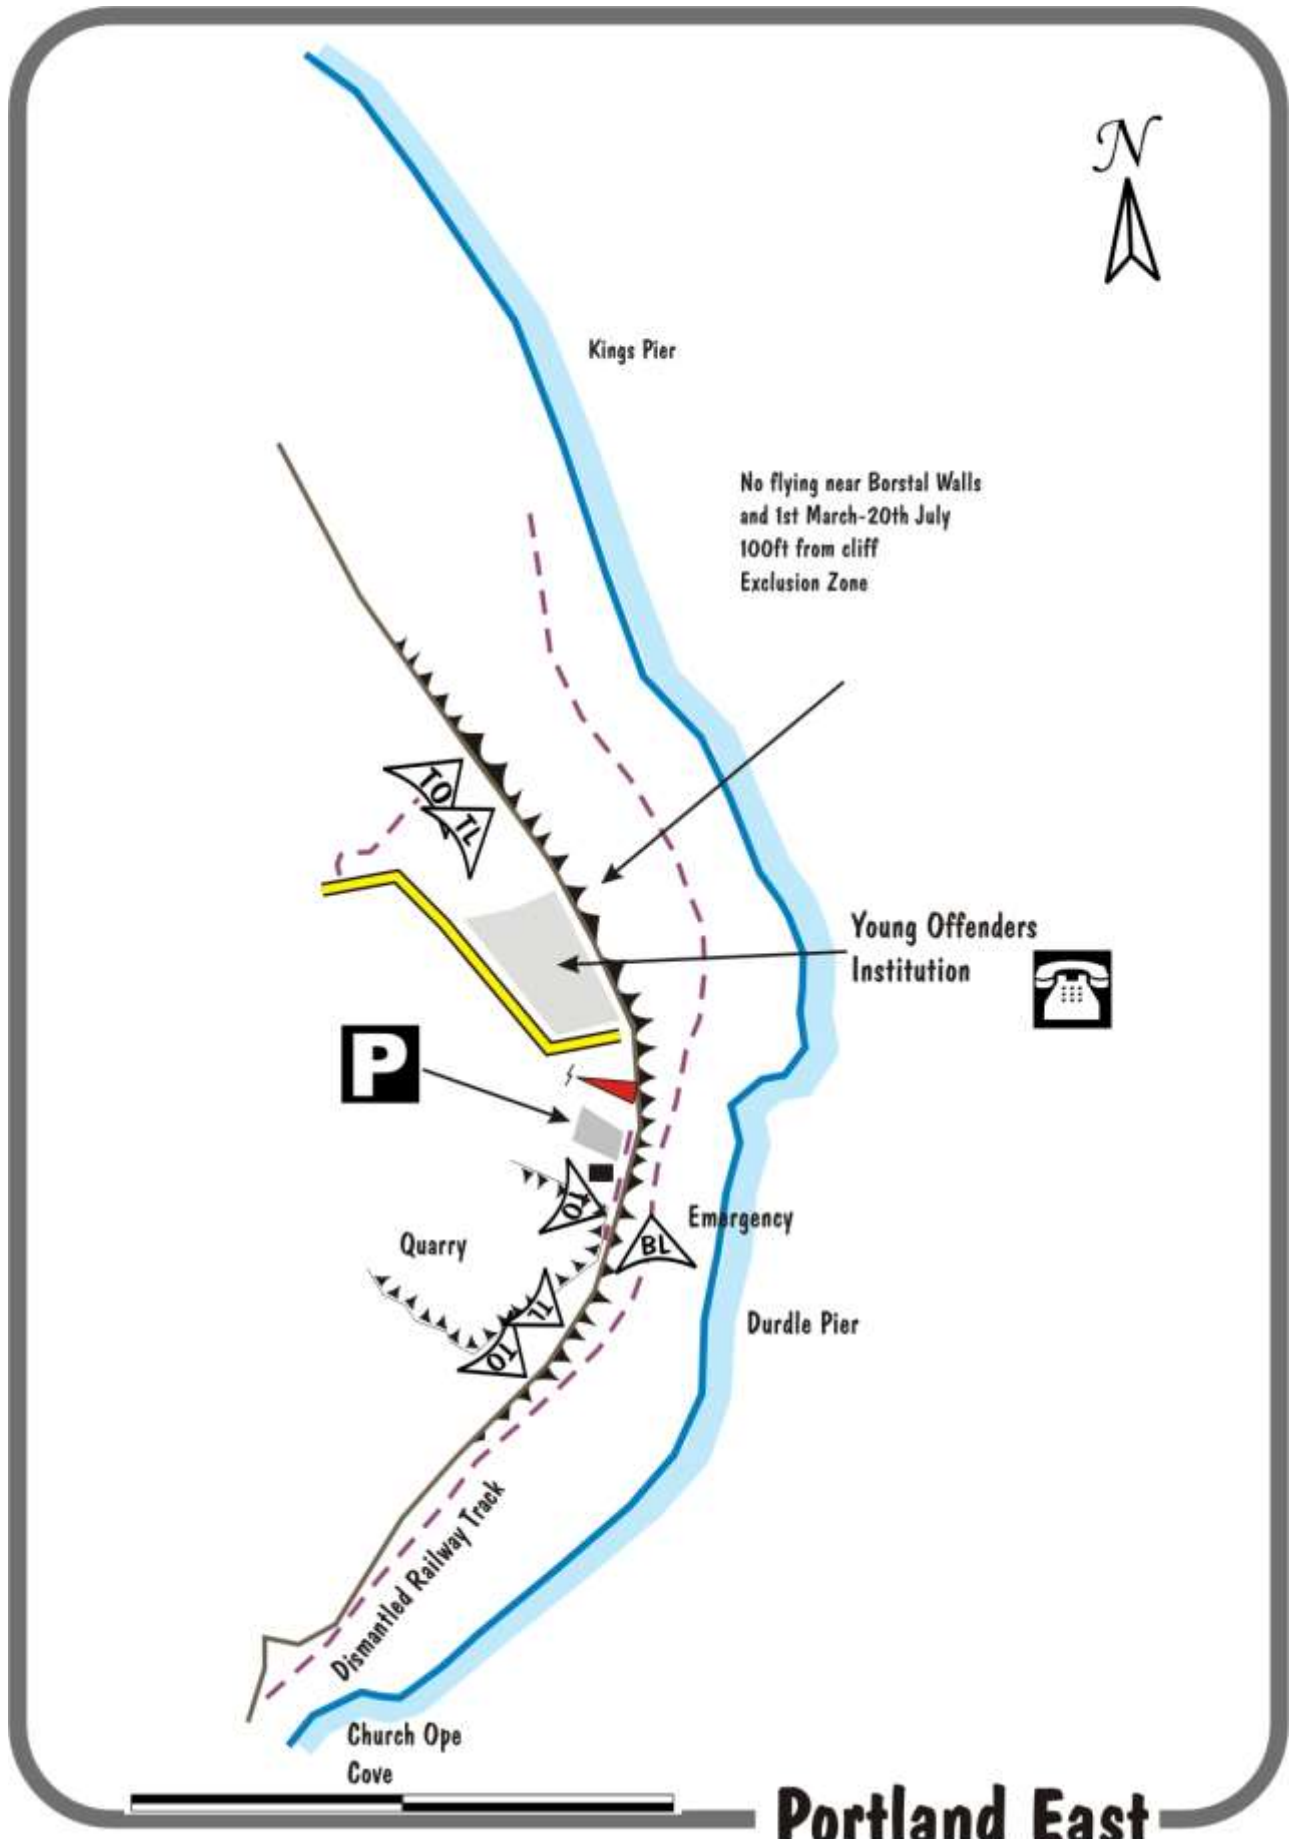 N
Kings Pier
No flying near Borstal Walls
and 1st March-20th July
100ft from cliff
Exclusion Zone
TO
TL
Young Offenders
Institution
P
TO
Emergency
BL
Quarry
TL
TO
Durdle Pier
Dismantled Railway Track
Church Ope
Cove
Portland East